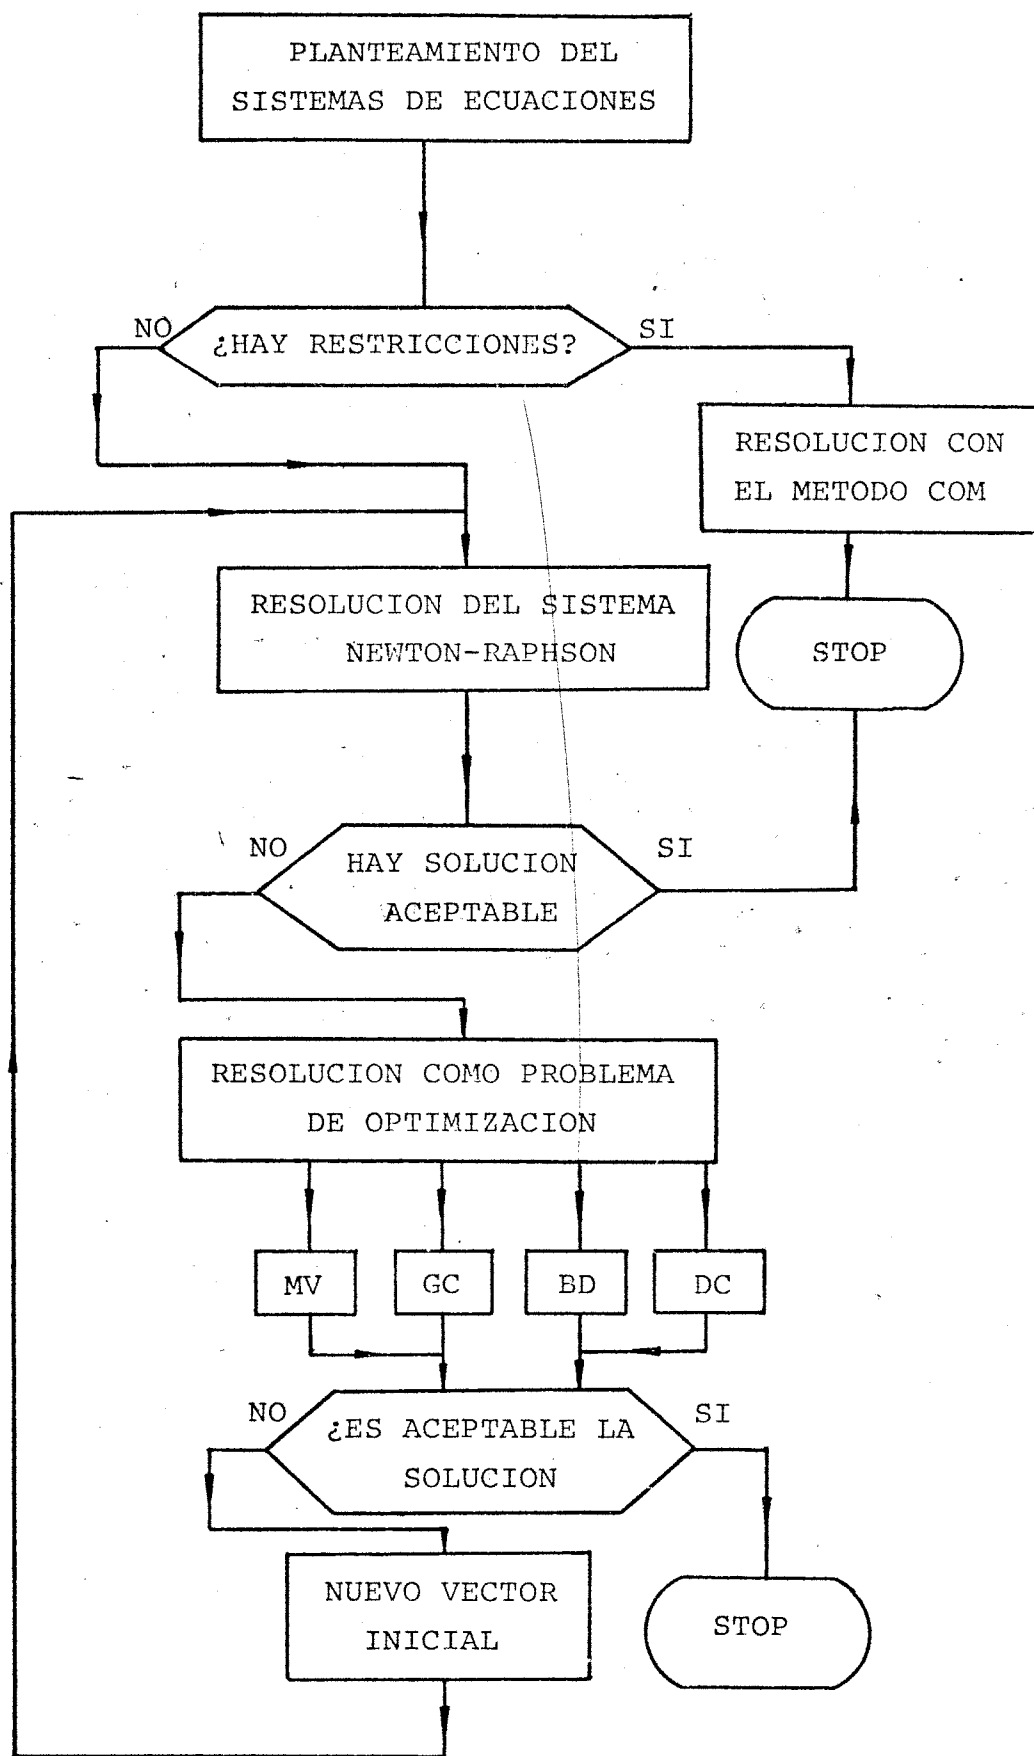 PLANTEAMIENTO DEL
SISTEMAS DE ECUACIONES
NO
¿HAY RESTRICCIONES?
SI
RESOLUCION CON
EL METODO COM
RESOLUCION DEL SISTEMA
NEWTON-RAPHSON
STOP
NO
HAY SOLUCION
ACEPTABLE
SI
RESOLUCION COMO PROBLEMA
DE OPTIMIZACION
MV
GC
BD
DC
NO
¿ES ACEPTABLE LA
SOLUCION
SI
NUEVO VECTOR
INICIAL
STOP